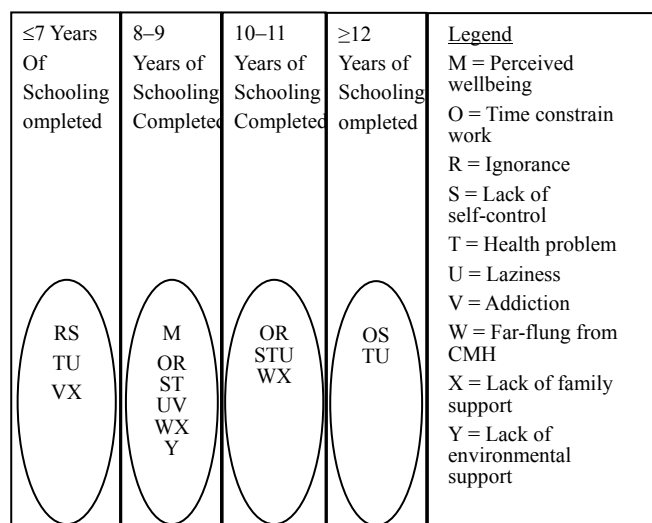 ≤7 Years
Of
Schooling
ompleted
8–9
Years of
Schooling
Completed
10–11
Years of
Schooling
Completed
≥12
Years of
Schooling
ompleted
Legend
M = Perceived
wellbeing
O = Time constrain
work
R = Ignorance
S = Lack of
self-control
T = Health problem
U = Laziness
V = Addiction
W = Far-flung from
CMH
X = Lack of family
support
Y = Lack of
environmental
support
RS
TU
VX
M
OR
ST
UV
WX
Y
OR
STU
WX
OS
TU